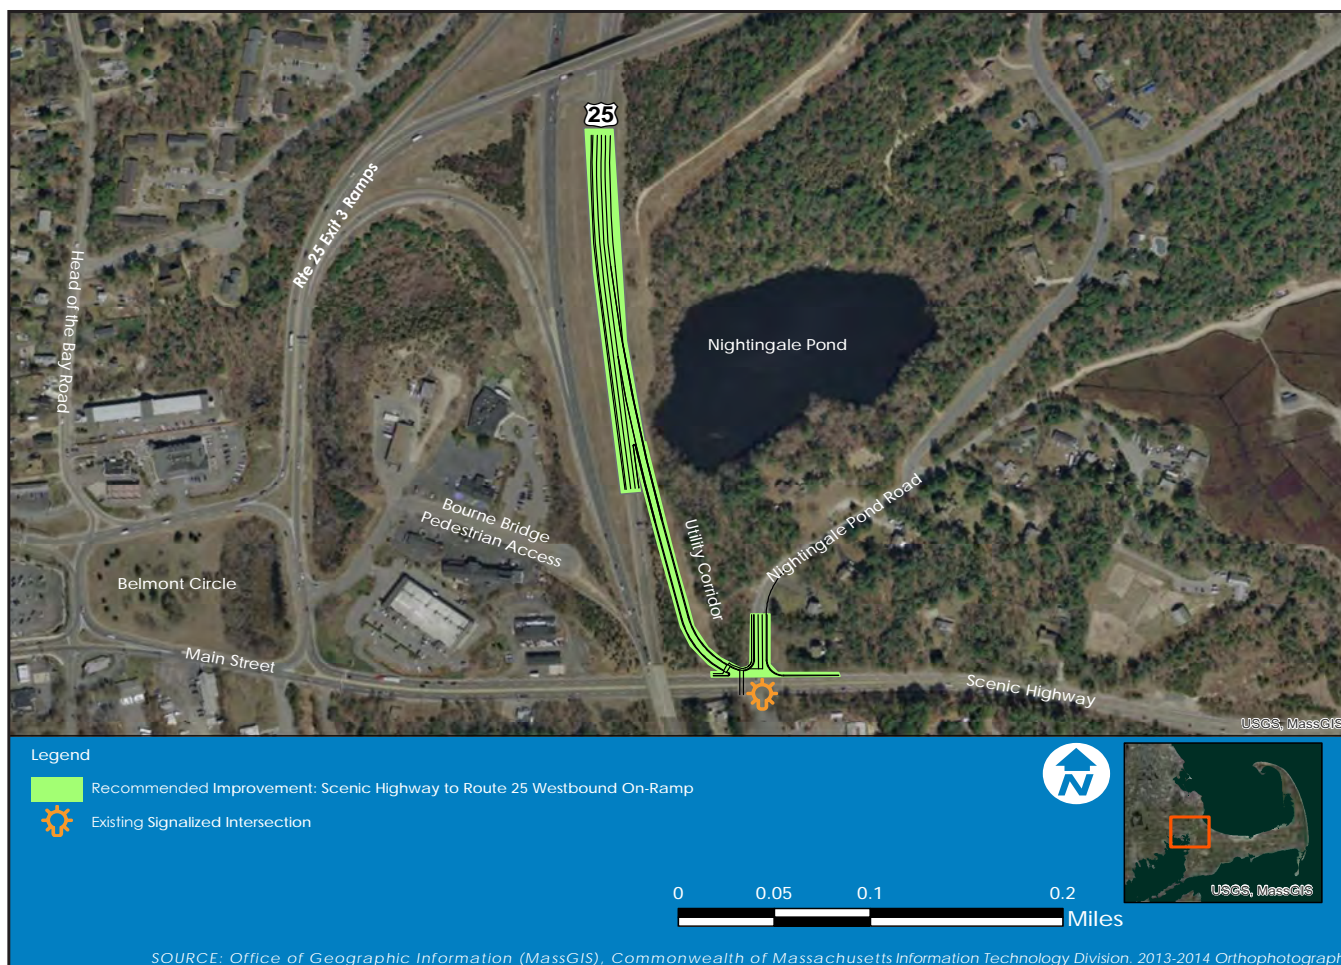 25
Rte 25 Exit 3 Ramps
Head of the Bay Road
Nightingale Pond
Bourne Bridge
Pedestrian Access
Utility Corridor
Nightingale Pond Road
Belmont Circle
Main Street
Scenic Highway
USGS, MassGIS
Legend
Recommended Improvement: Scenic Highway to Route 25 Westbound On-Ramp
Existing Signalized Intersection
N
USGS, MassGIS
0 0.05 0.1 0.2
Miles
SOURCE: Office of Geographic Information (MassGIS), Commonwealth of Massachusetts Information Technology Division. 2013-2014 Orthophotograph